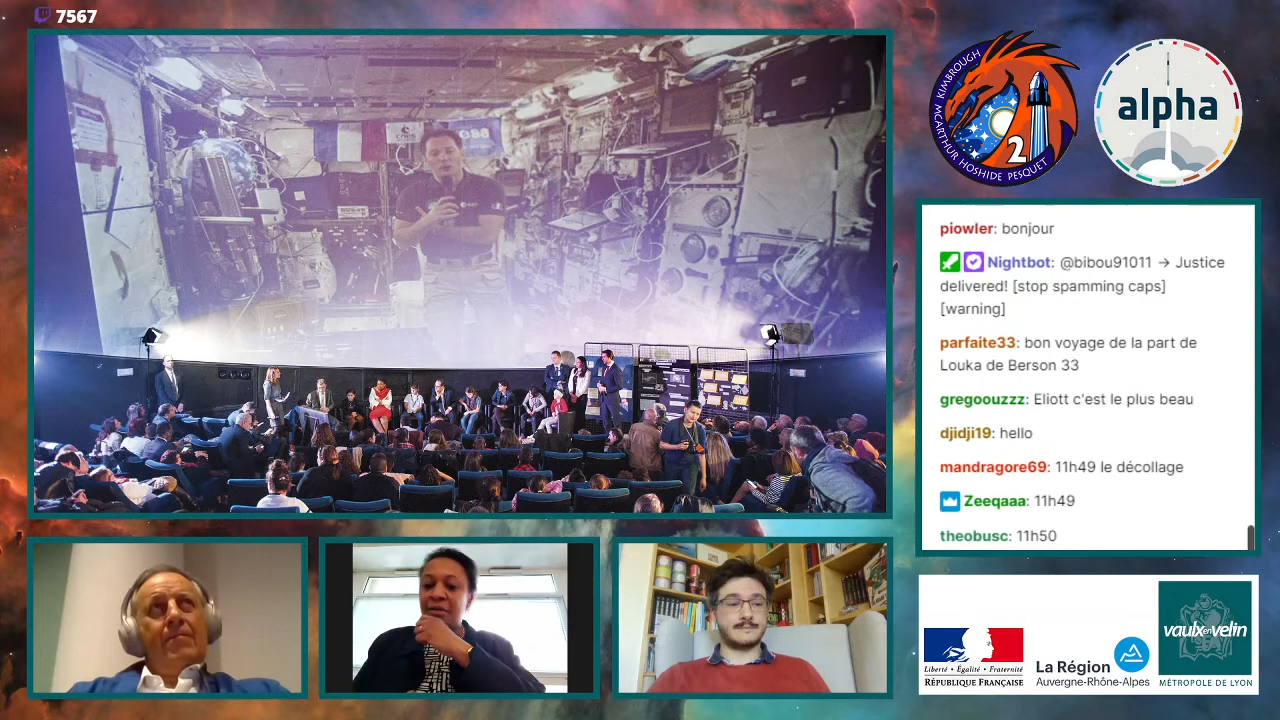 7567
esa
McARTHUR KIMBROUGH
HOSHIDE PESQUET
2
alpha
piowler: bonjour
Nightbot: @bibou91011 → Justice
delivered! [stop spamming caps]
[warning]
parfaite33: bon voyage de la part de
Louka de Berson 33
gregoouzzz: Eliott c'est le plus beau
djidji19: hello
mandragore69: 11h49 le décollage
Zeeqaaa: 11h49
theobusc: 11h50
Liberté • Égalité • Fraternité
RÉPUBLIQUE FRANÇAISE
La Région
Auvergne-Rhône-Alpes
vaulx en velin
MÉTROPOLE DE LYON